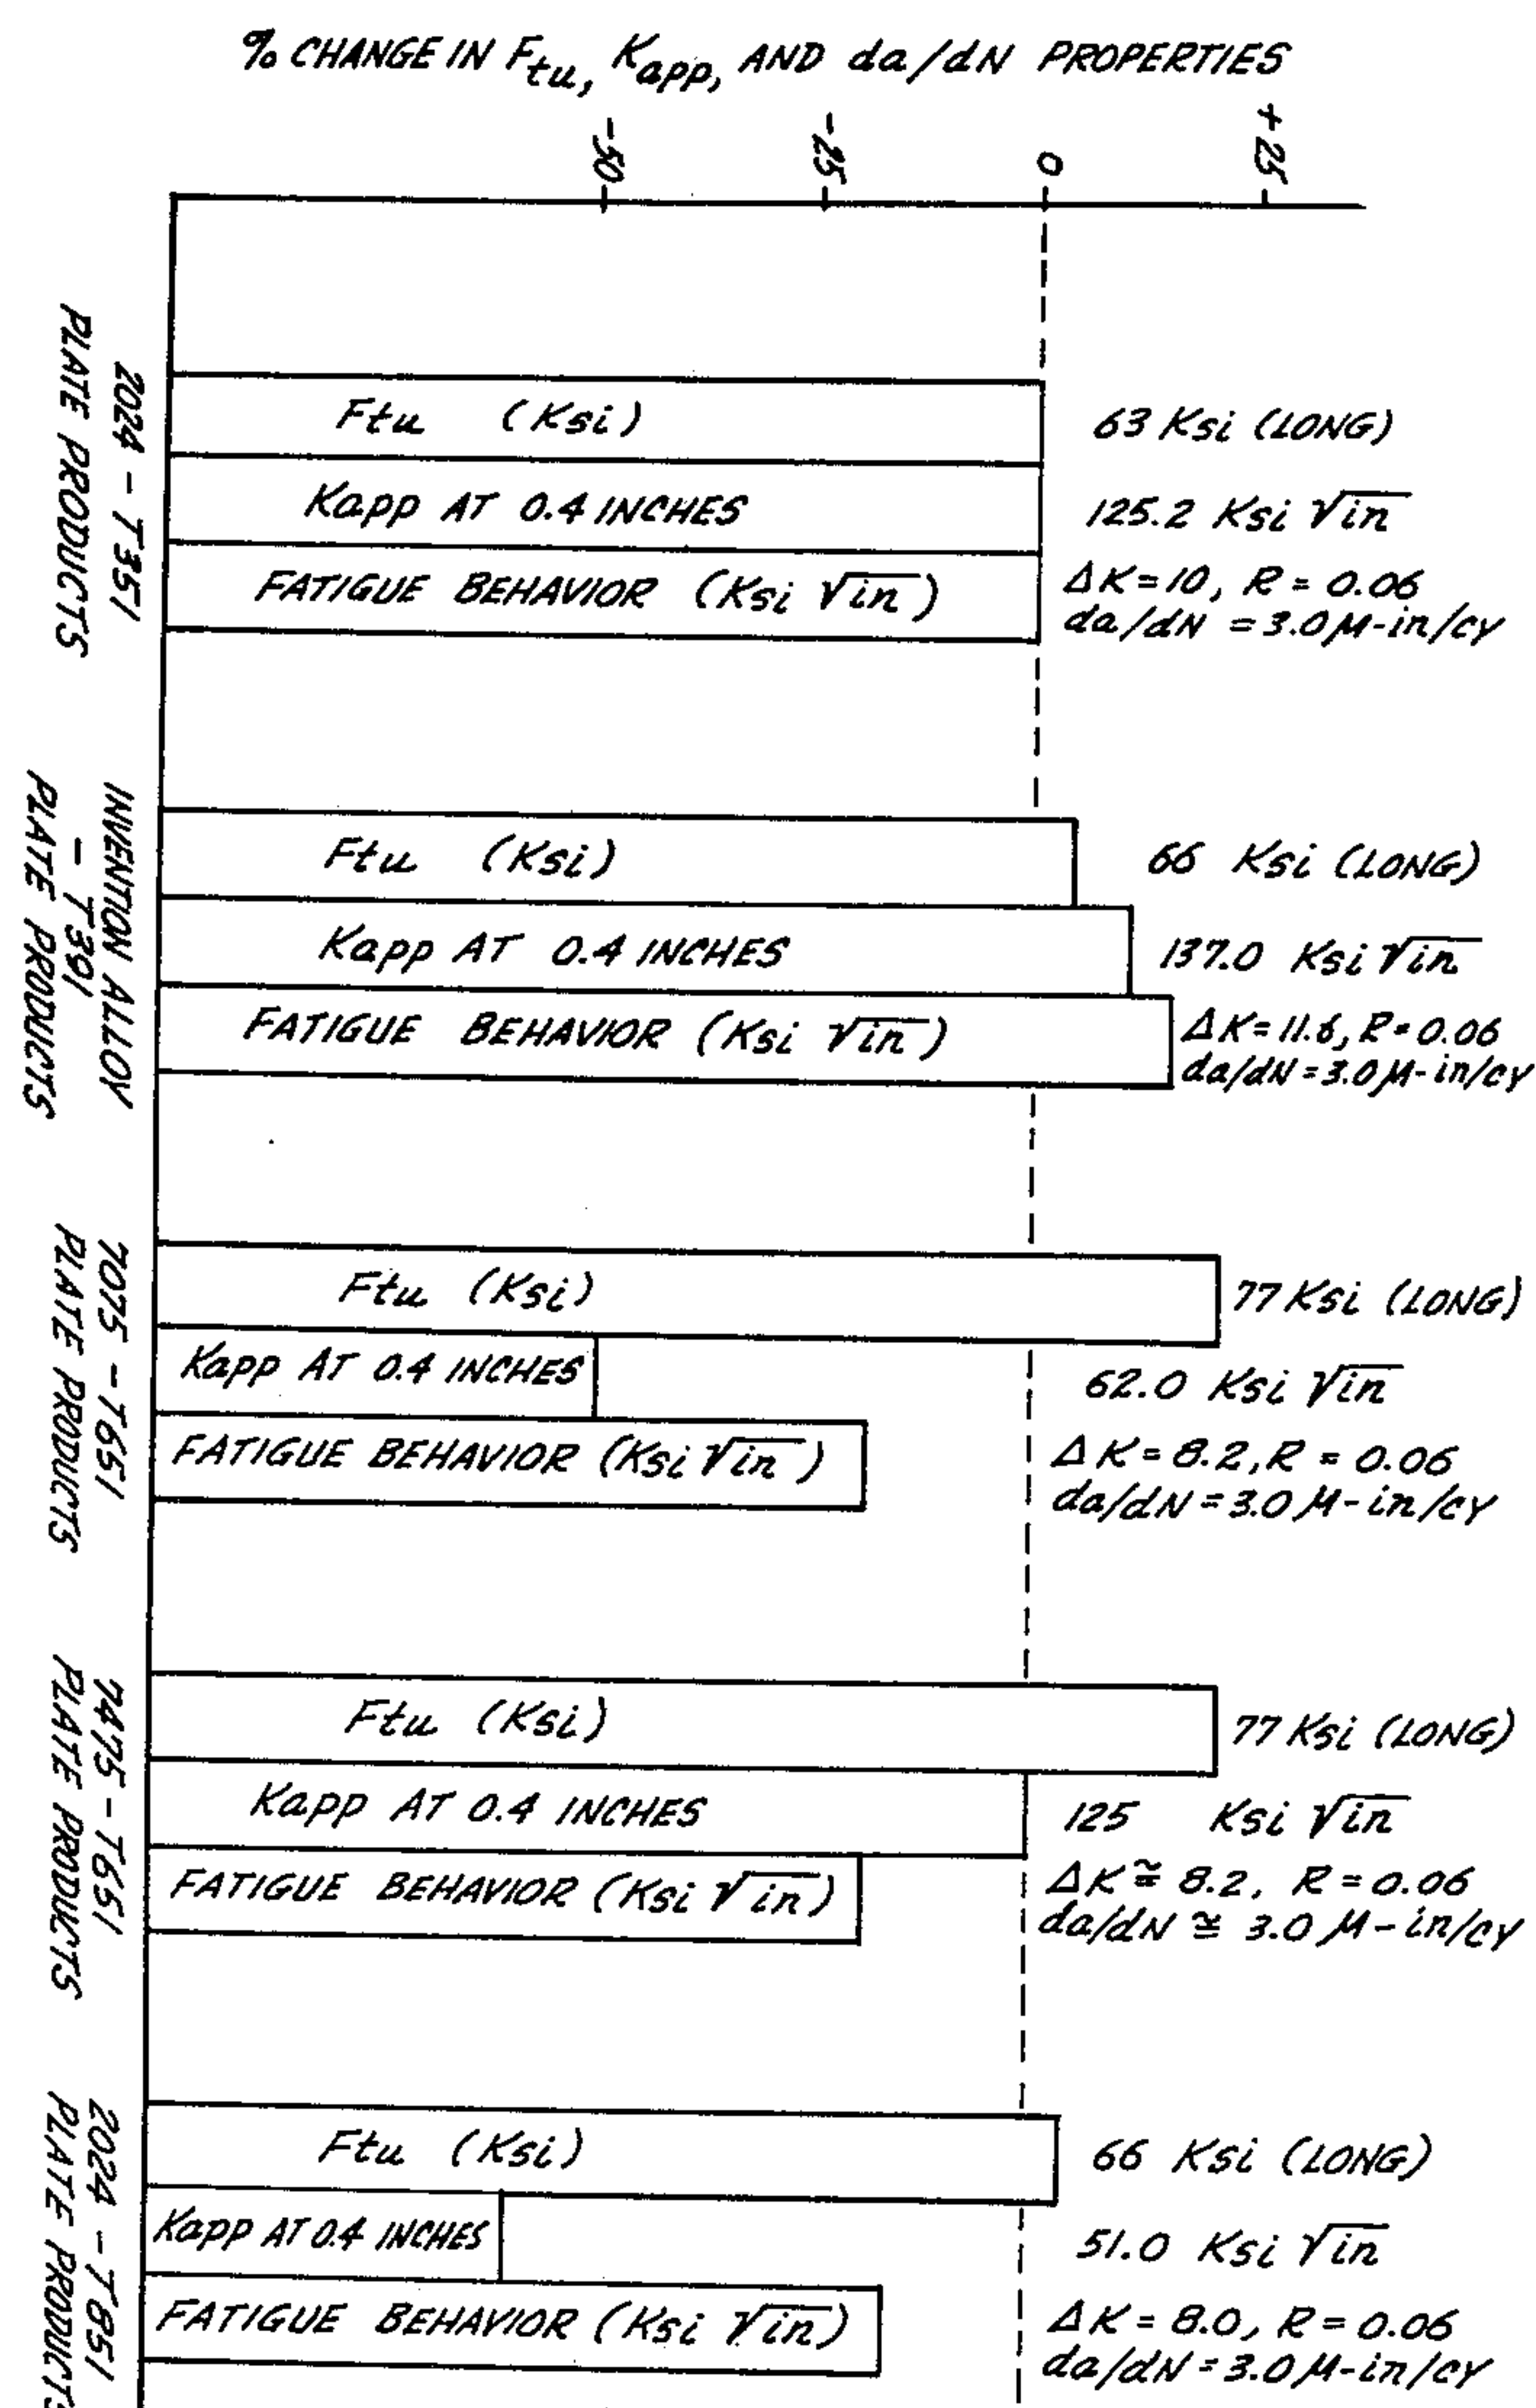 % CHANGE IN Ftu, Kapp, AND da/dN PROPERTIES
-50
-25
0
+25
2024 - T351
PLATE PRODUCTS
Ftu (Ksi)
63 Ksi (LONG)
Kapp AT 0.4 INCHES
125.2 Ksi √in
FATIGUE BEHAVIOR (Ksi √in)
ΔK = 10, R = 0.06
da/dN = 3.0 M-in/cy
INVENTION ALLOY
- T391
PLATE PRODUCTS
Ftu (Ksi)
66 Ksi (LONG)
Kapp AT 0.4 INCHES
137.0 Ksi √in
FATIGUE BEHAVIOR (Ksi √in)
ΔK = 11.6, R = 0.06
da/dN = 3.0 M-in/cy
7075 - T651
PLATE PRODUCTS
Ftu (Ksi)
77 Ksi (LONG)
Kapp AT 0.4 INCHES
62.0 Ksi √in
FATIGUE BEHAVIOR (Ksi √in)
ΔK = 8.2, R = 0.06
da/dN = 3.0 M-in/cy
7475 - T651
PLATE PRODUCTS
Ftu (Ksi)
77 Ksi (LONG)
Kapp AT 0.4 INCHES
125 Ksi √in
FATIGUE BEHAVIOR (Ksi √in)
ΔK ≅ 8.2, R = 0.06
da/dN ≅ 3.0 M-in/cy
2024 - T851
PLATE PRODUCTS
Ftu (Ksi)
66 Ksi (LONG)
Kapp AT 0.4 INCHES
51.0 Ksi √in
FATIGUE BEHAVIOR (Ksi √in)
ΔK = 8.0, R = 0.06
da/dN = 3.0 M-in/cy